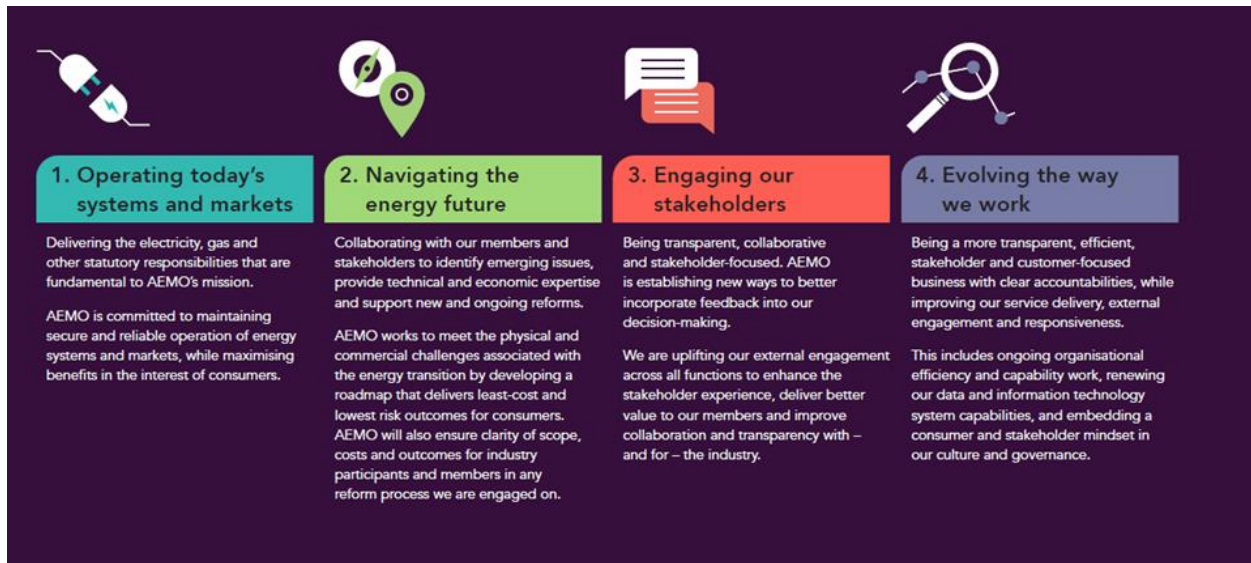 1. Operating today's
systems and markets
Delivering the electricity, gas and
other statutory responsibilities that are
fundamental to AEMO's mission.
AEMO is committed to maintaining
secure and reliable operation of energy
systems and markets, while maximising
benefits in the interest of consumers.
2. Navigating the
energy future
Collaborating with our members and
stakeholders to identify emerging issues,
provide technical and economic expertise
and support new and ongoing reforms.
AEMO works to meet the physical and
commercial challenges associated with
the energy transition by developing a
roadmap that delivers least-cost and
lowest risk outcomes for consumers.
AEMO will also ensure clarity of scope,
costs and outcomes for industry
participants and members in any
reform process we are engaged on.
3. Engaging our
stakeholders
Being transparent, collaborative
and stakeholder-focused. AEMO
is establishing new ways to better
incorporate feedback into our
decision-making.
We are uplifting our external engagement
across all functions to enhance the
stakeholder experience, deliver better
value to our members and improve
collaboration and transparency with –
and for – the industry.
4. Evolving the way
we work
Being a more transparent, efficient,
stakeholder and customer-focused
business with clear accountabilities, while
improving our service delivery, external
engagement and responsiveness.
This includes ongoing organisational
efficiency and capability work, renewing
our data and information technology
system capabilities, and embedding a
consumer and stakeholder mindset in
our culture and governance.